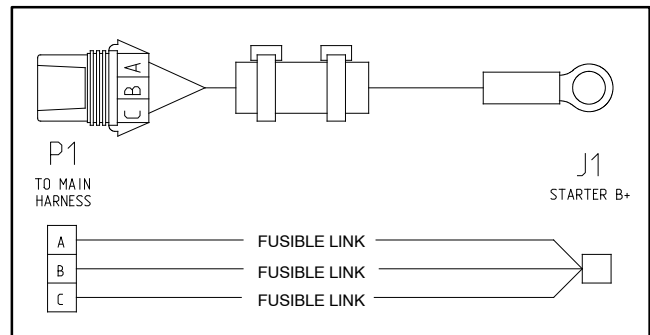 A
B
C
P1
TO MAIN
HARNESS
J1
STARTER B+
A FUSIBLE LINK
B FUSIBLE LINK
C FUSIBLE LINK